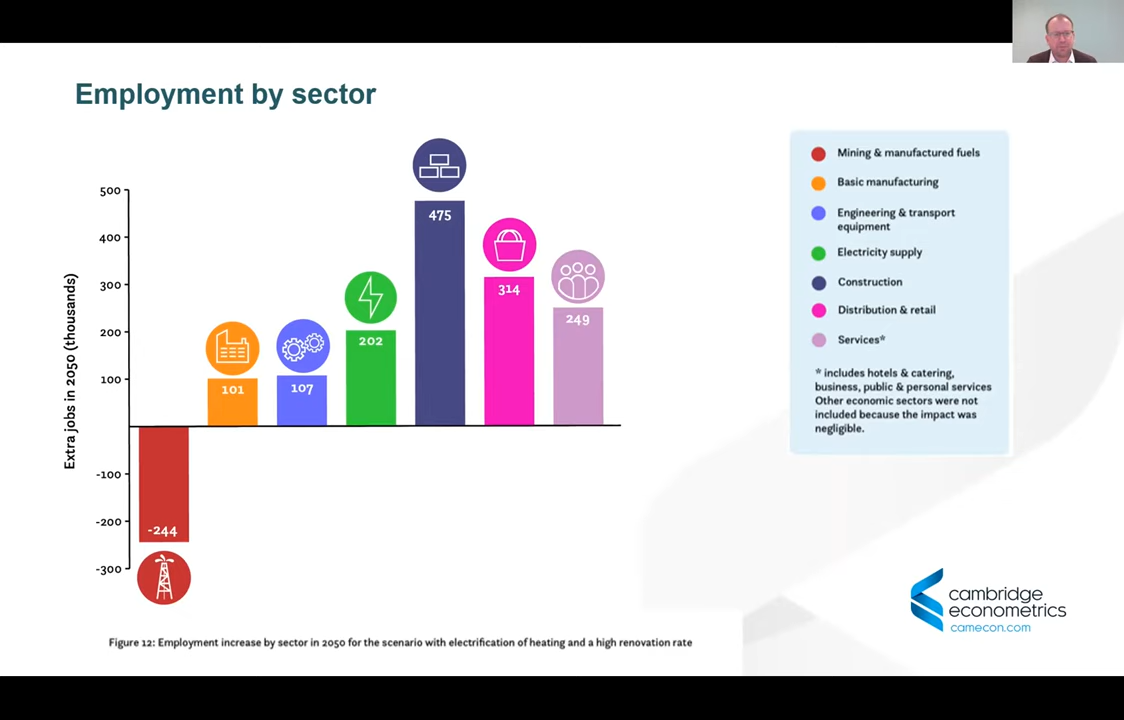 Employment by sector
Extra jobs in 2050 (thousands)
500
400
300
200
100
-100
-200
-300
-244
101
107
202
475
314
249
Mining & manufactured fuels
Basic manufacturing
Engineering & transport
equipment
Electricity supply
Construction
Distribution & retail
Services*
* includes hotels & catering,
business, public & personal services
Other economic sectors were not
included because the impact was
negligible.
cambridge
econometrics
camecon.com
Figure 12: Employment increase by sector in 2050 for the scenario with electrification of heating and a high renovation rate